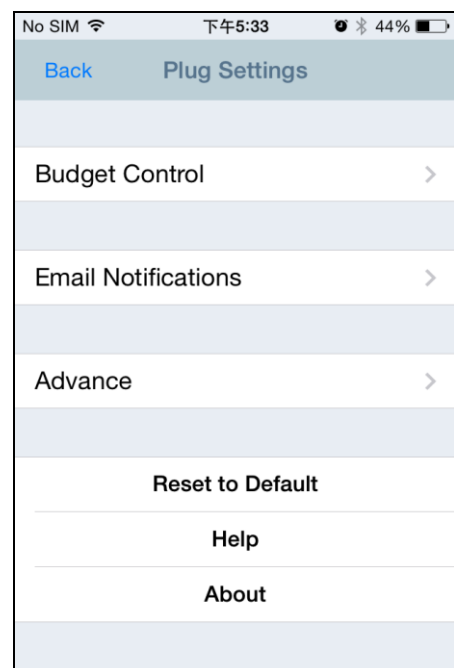 No SIM 下午5:33 44%
Back Plug Settings
Budget Control
Email Notifications
Advance
Reset to Default
Help
About